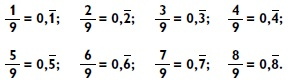 1/9 = 0,1̅; 2/9 = 0,2̅; 3/9 = 0,3̅; 4/9 = 0,4̅;
5/9 = 0,5̅; 6/9 = 0,6̅; 7/9 = 0,7̅; 8/9 = 0,8̅.